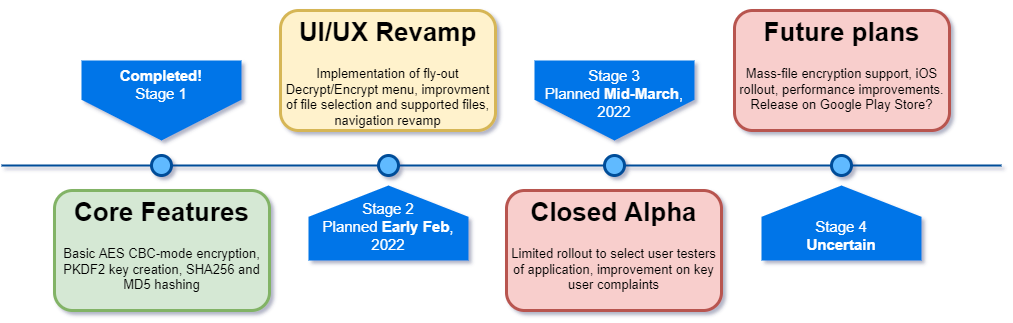 Completed!
Stage 1
Core Features
Basic AES CBC-mode encryption,
PKDF2 key creation, SHA256 and
MD5 hashing
UI/UX Revamp
Implementation of fly-out
Decrypt/Encrypt menu, improvment
of file selection and supported files,
navigation revamp
Stage 2
Planned Early Feb,
2022
Stage 3
Planned Mid-March,
2022
Closed Alpha
Limited rollout to select user testers
of application, improvement on key
user complaints
Future plans
Mass-file encryption support, iOS
rollout, performance improvements.
Release on Google Play Store?
Stage 4
Uncertain